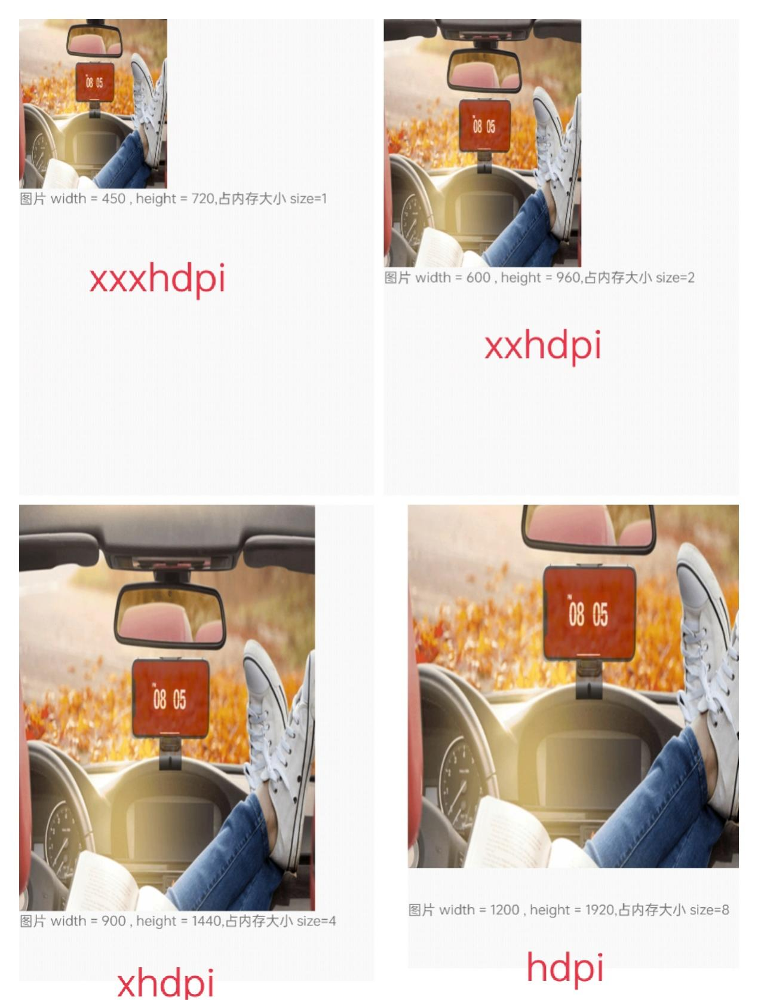 08 05
图片 width = 450 , height = 720,占内存大小 size=1
xxxhdpi
08 05
图片 width = 600 , height = 960,占内存大小 size=2
xxhdpi
PM
08 05
图片 width = 900 , height = 1440,占内存大小 size=4
xhdpi
PM
08 05
图片 width = 1200 , height = 1920,占内存大小 size=8
hdpi